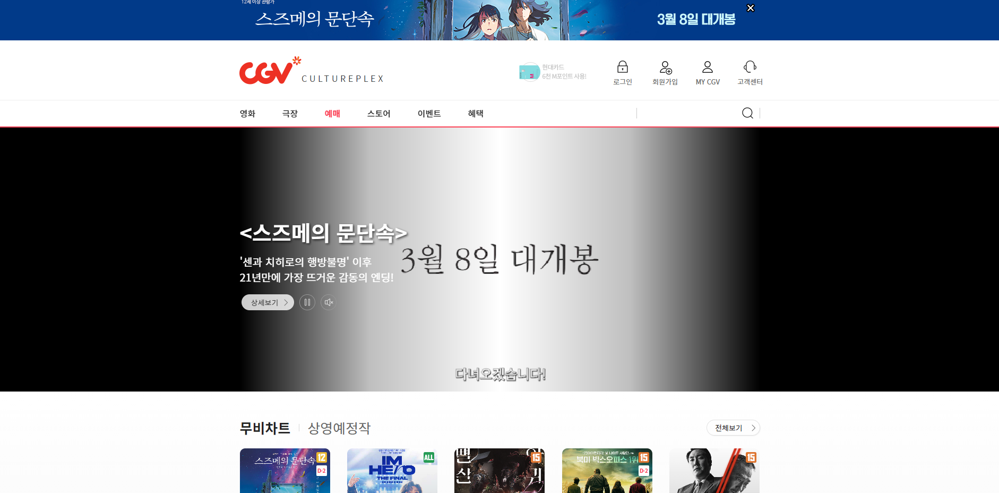 12세 이상 관람가
스즈메의 문단속
3월 8일 대개봉
CGV CULTUREPLEX
현대카드
6천 M포인트 사용!
로그인
회원가입
MY CGV
고객센터
영화 극장 예매 스토어 이벤트 혜택
<스즈메의 문단속>
'센과 치히로의 행방불명' 이후
21년만에 가장 뜨거운 감동의 엔딩!
3월 8일 대개봉
상세보기
다녀오겠습니다!
무비차트 상영예정작
전체보기
스즈메의 문단속
12
D-2
IM
HERO
THE FINAL
ALL
15
북미 박스오피스 1위
15
D-2
15